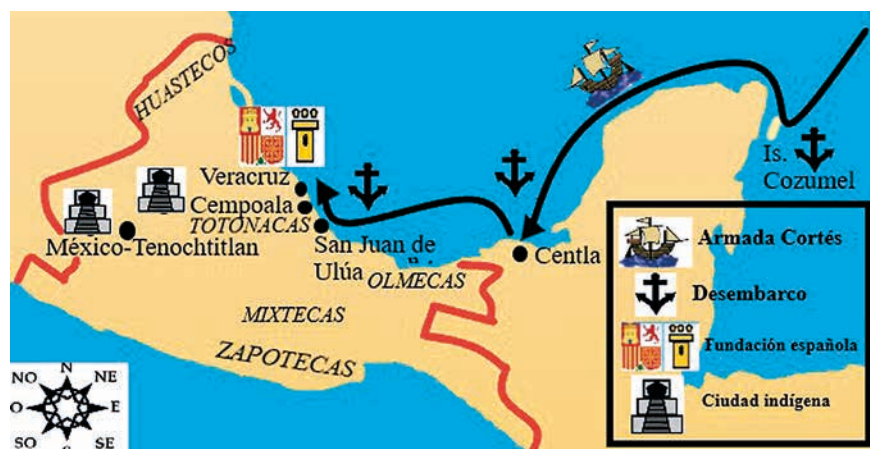 HUASTECOS
Veracruz
Cempoala
TOTONACAS
México-Tenochtitlan
San Juan de
Ulúa
OLMECAS
Centla
MIXTECAS
ZAPOTECAS
Is.
Cozumel
Armada Cortés
Desembarco
Fundación española
Ciudad indígena
N
NO
NE
O
E
SO
SE